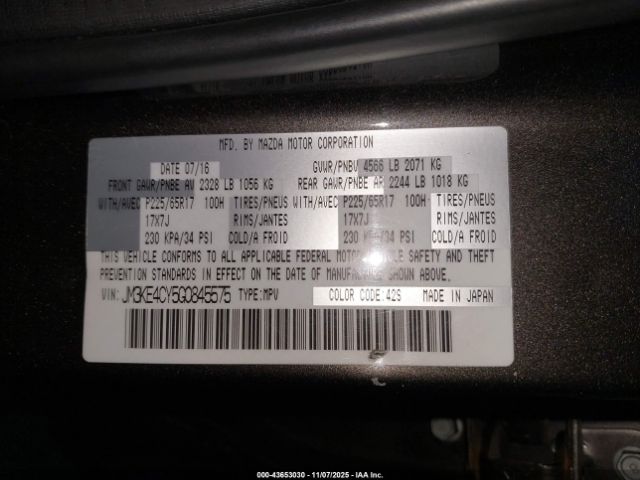 MFD. BY MAZDA MOTOR CORPORATION
DATE 07/16 GVWR/PNBV 4566 LB 2071 KG
FRONT GAWR/PNBE AV 2328 LB 1056 KG REAR GAWR/PNBE AR 2244 LB 1018 KG
WITH/AVEC P225/65R17 100H TIRES/PNEUS WITH/AVEC P225/65R17 100H TIRES/PNEUS
17X7J RIMS/JANTES 17X7J RIMS/JANTES
230 KPA/34 PSI COLD/A FROID 230 KPA/34 PSI COLD/A FROID
THIS VEHICLE CONFORMS TO ALL APPLICABLE FEDERAL MOTOR VEHICLE SAFETY AND THEFT
PREVENTION STANDARDS IN EFFECT ON THE DATE OF MANUFACTURE SHOWN ABOVE.
VIN: JM3KE4CY5G0845575 TYPE:MPV COLOR CODE:42S MADE IN JAPAN
000-43653030 - 11/07/2025 - IAA Inc.